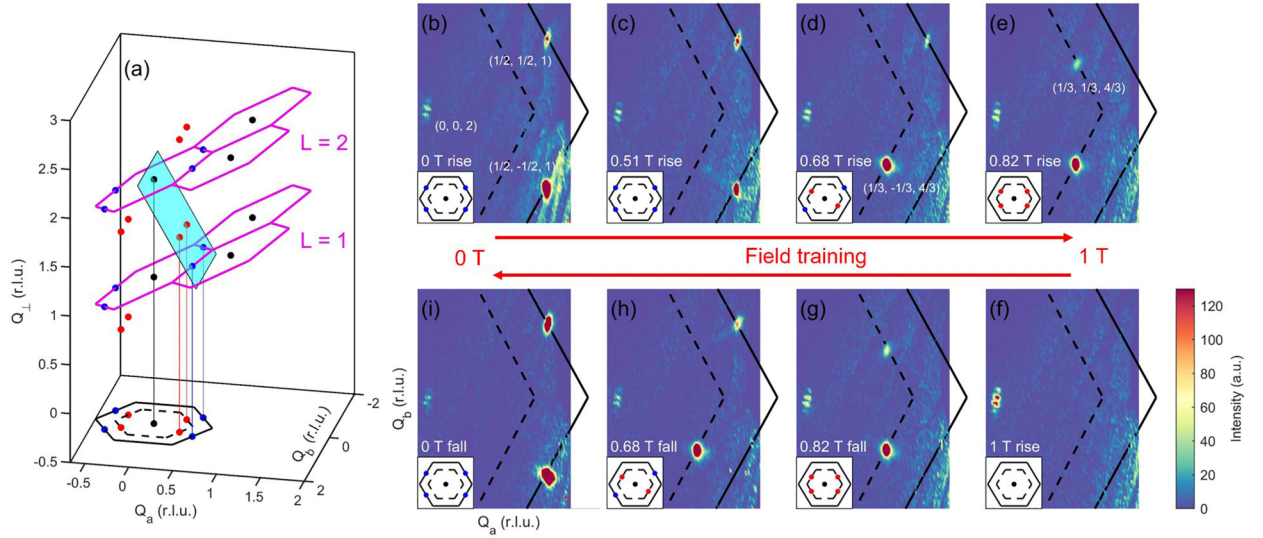 (a)
Q⊥ (r.l.u.)
3
2.5
2
1.5
1
0.5
0
-0.5
L = 2
L = 1
-0.5
0
0.5
1
1.5
2
Q_a (r.l.u.)
-2
0
2
Q_b (r.l.u.)
(b)
(1/2, 1/2, 1)
(0, 0, 2)
(1/2, -1/2, 1)
0 T rise
(c)
0.51 T rise
(d)
0.68 T rise
(1/3, -1/3, 4/3)
(e)
(1/3, 1/3, 4/3)
0.82 T rise
0 T
Field training
1 T
(i)
0 T fall
(h)
0.68 T fall
(g)
0.82 T fall
(f)
1 T rise
Q_b (r.l.u.)
Q_a (r.l.u.)
120
100
80
60
40
20
0
Intensity (a.u.)